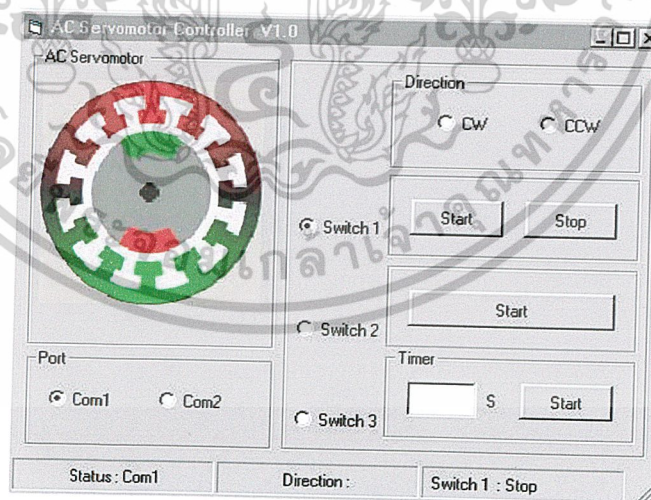 AC Servomotor Controller V1.0
AC Servomotor
Direction
CW CCW
Switch 1
Start Stop
Start
Switch 2
Port
Timer
Com1 Com2
S Start
Switch 3
Status : Com1 Direction : Switch 1 : Stop